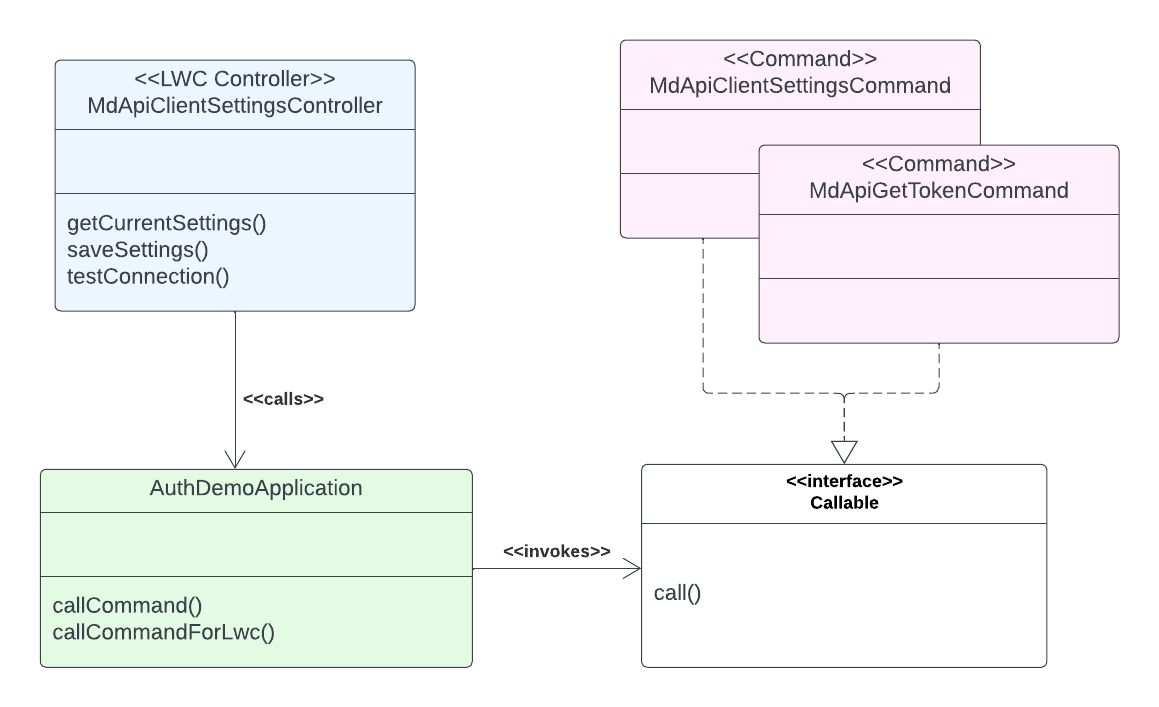 <<LWC Controller>>
MdApiClientSettingsController
getCurrentSettings()
saveSettings()
testConnection()
<<Command>>
MdApiClientSettingsCommand
<<Command>>
MdApiGetTokenCommand
<<calls>>
AuthDemoApplication
callCommand()
callCommandForLwc()
<<invokes>>
<<interface>>
Callable
call()